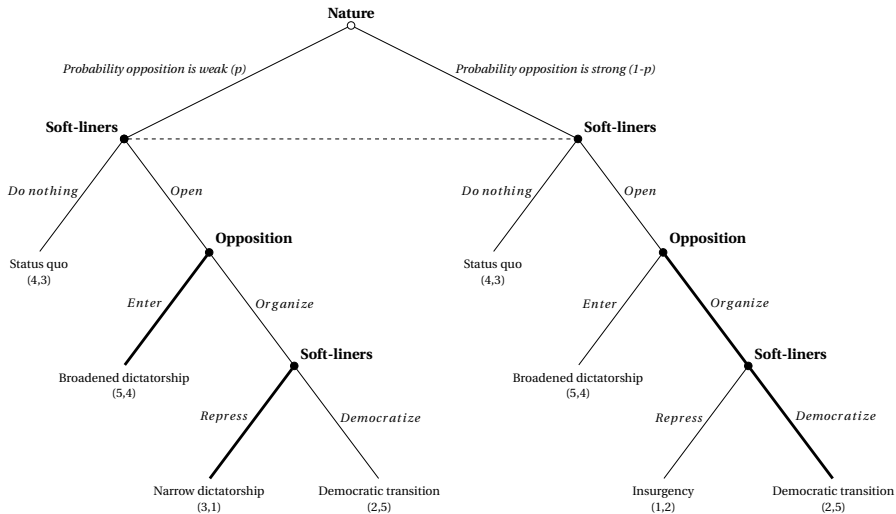 Nature
Probability opposition is weak (p)
Probability opposition is strong (1-p)
Soft-liners
Soft-liners
Do nothing
Open
Do nothing
Open
Opposition
Opposition
Status quo
(4,3)
Status quo
(4,3)
Enter
Organize
Enter
Organize
Soft-liners
Soft-liners
Broadened dictatorship
(5,4)
Broadened dictatorship
(5,4)
Repress
Democratize
Repress
Democratize
Narrow dictatorship
(3,1)
Democratic transition
(2,5)
Insurgency
(1,2)
Democratic transition
(2,5)